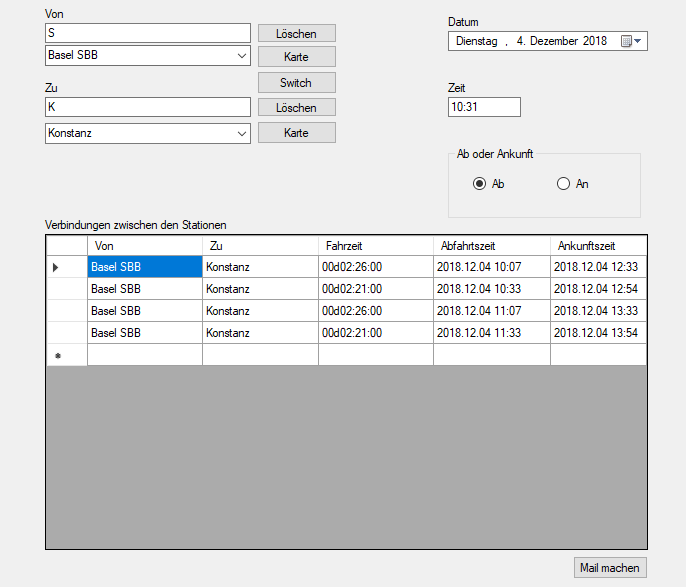 Von
S
Löschen
Basel SBB
Karte
Switch
Zu
K
Löschen
Konstanz
Karte
Datum
Dienstag , 4. Dezember 2018
Zeit
10:31
Ab oder Ankunft
Ab An
Verbindungen zwischen den Stationen
Von Zu Fahrzeit Abfahrtszeit Ankunftszeit
Basel SBB Konstanz 00d02:26:00 2018.12.04 10:07 2018.12.04 12:33
Basel SBB Konstanz 00d02:21:00 2018.12.04 10:33 2018.12.04 12:54
Basel SBB Konstanz 00d02:26:00 2018.12.04 11:07 2018.12.04 13:33
Basel SBB Konstanz 00d02:21:00 2018.12.04 11:33 2018.12.04 13:54
Mail machen